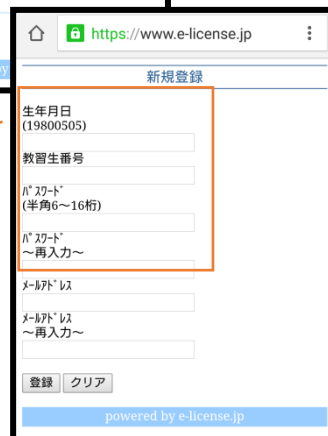 https://www.e-license.jp
新規登録
生年月日
(19800505)
教習生番号
ﾊﾟｽﾜｰﾄﾞ
(半角6～16桁)
ﾊﾟｽﾜｰﾄﾞ
～再入力～
ﾒｰﾙｱﾄﾞﾚｽ
ﾒｰﾙｱﾄﾞﾚｽ
～再入力～
登録 クリア
powered by e-license.jp